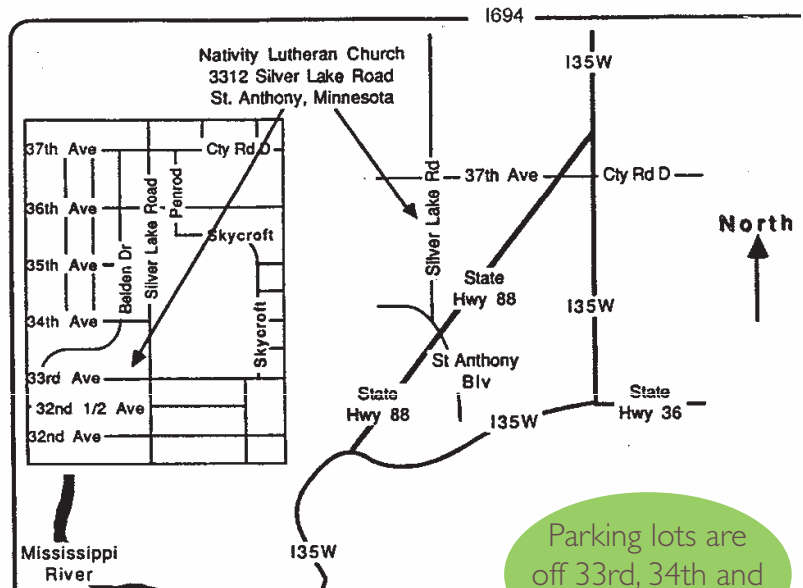 I694
Nativity Lutheran Church
3312 Silver Lake Road
St. Anthony, Minnesota
I35W
37th Ave
Cty Rd D
36th Ave
Silver Lake Road
Penrod
Belden Dr
Skycroft
35th Ave
34th Ave
Skycroft
33rd Ave
32nd 1/2 Ave
32nd Ave
Silver Lake Rd
37th Ave
Cty Rd D
North
State
Hwy 88
I35W
St Anthony
Blv
State
Hwy 88
I35W
State
Hwy 36
Mississippi
River
I35W
Parking lots are
off 33rd, 34th and